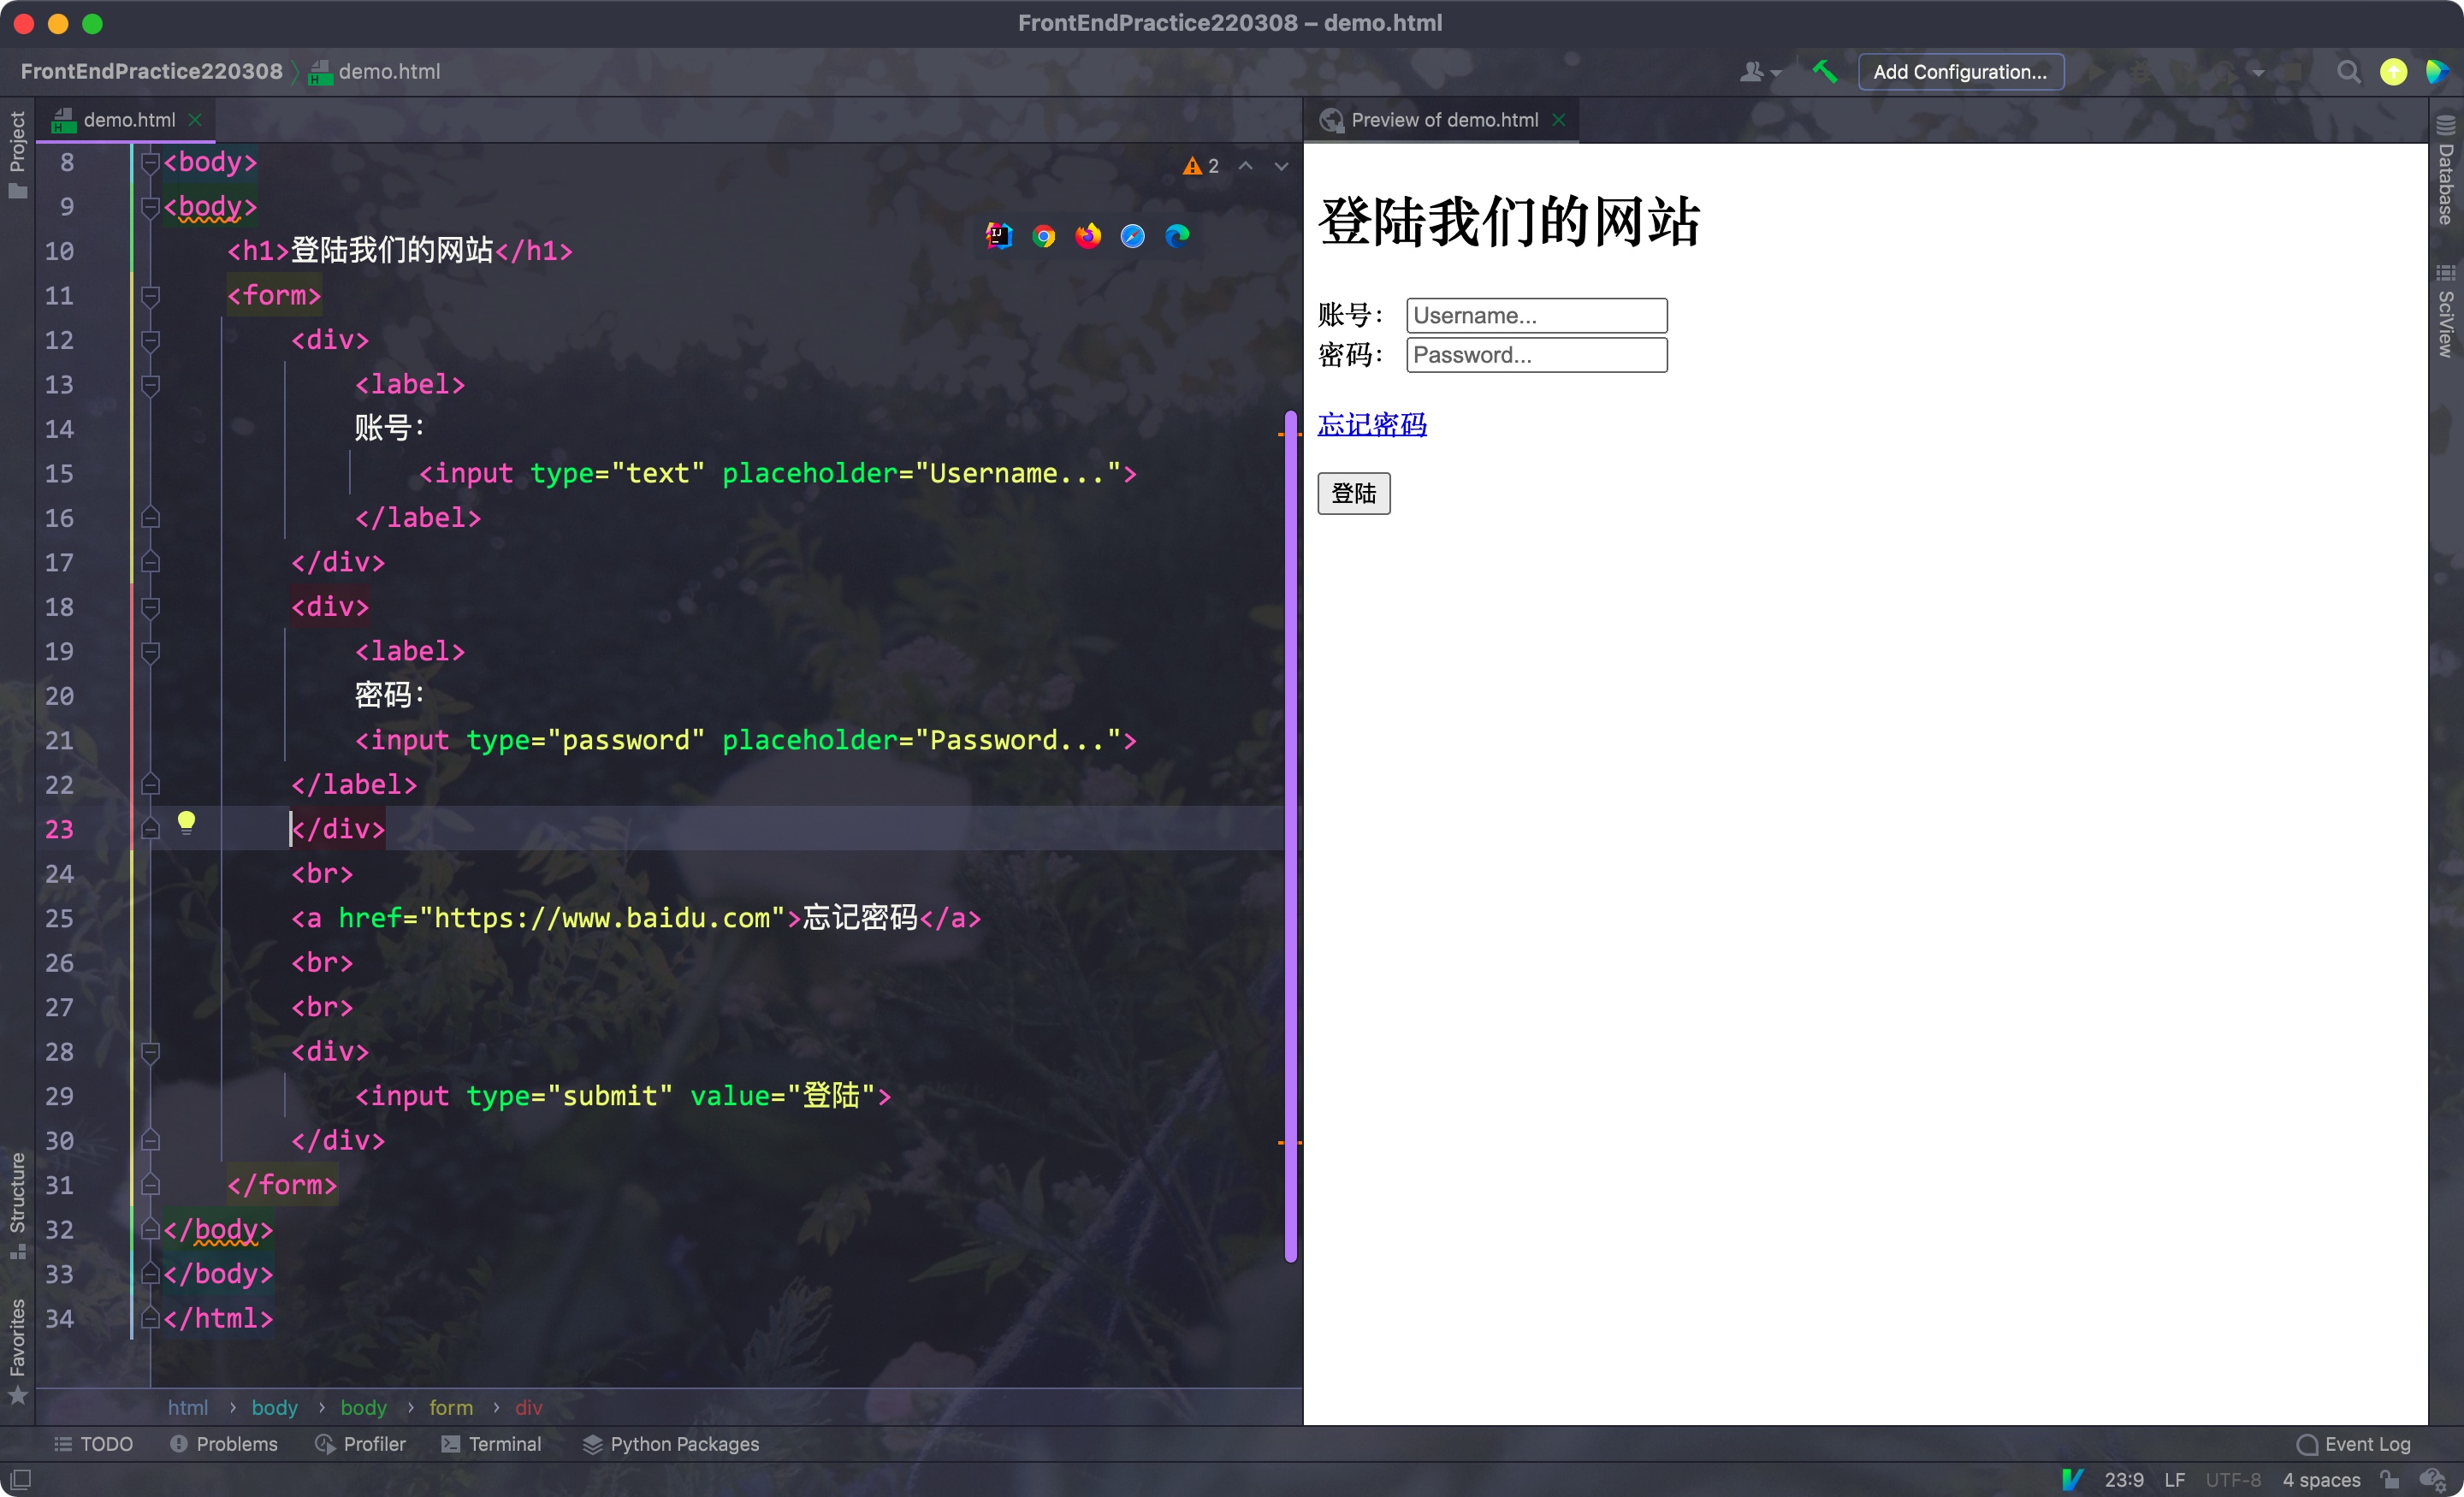 FrontEndPractice220308 – demo.html
FrontEndPractice220308 demo.html
Add Configuration...
Project
demo.html
Preview of demo.html
Database
SciView
2
8 <body>
9 <body>
10 <h1>登陆我们的网站</h1>
11 <form>
12 <div>
13 <label>
14 账号:
15 <input type="text" placeholder="Username...">
16 </label>
17 </div>
18 <div>
19 <label>
20 密码:
21 <input type="password" placeholder="Password...">
22 </label>
23 </div>
24 <br>
25 <a href="https://www.baidu.com">忘记密码</a>
26 <br>
27 <br>
28 <div>
29 <input type="submit" value="登陆">
30 </div>
31 </form>
32 </body>
33 </body>
34 </html>
登陆我们的网站
账号: Username...
密码: Password...
忘记密码
登陆
Structure
Favorites
html › body › body › form › div
TODO Problems Profiler Terminal Python Packages Event Log
23:9 LF UTF-8 4 spaces